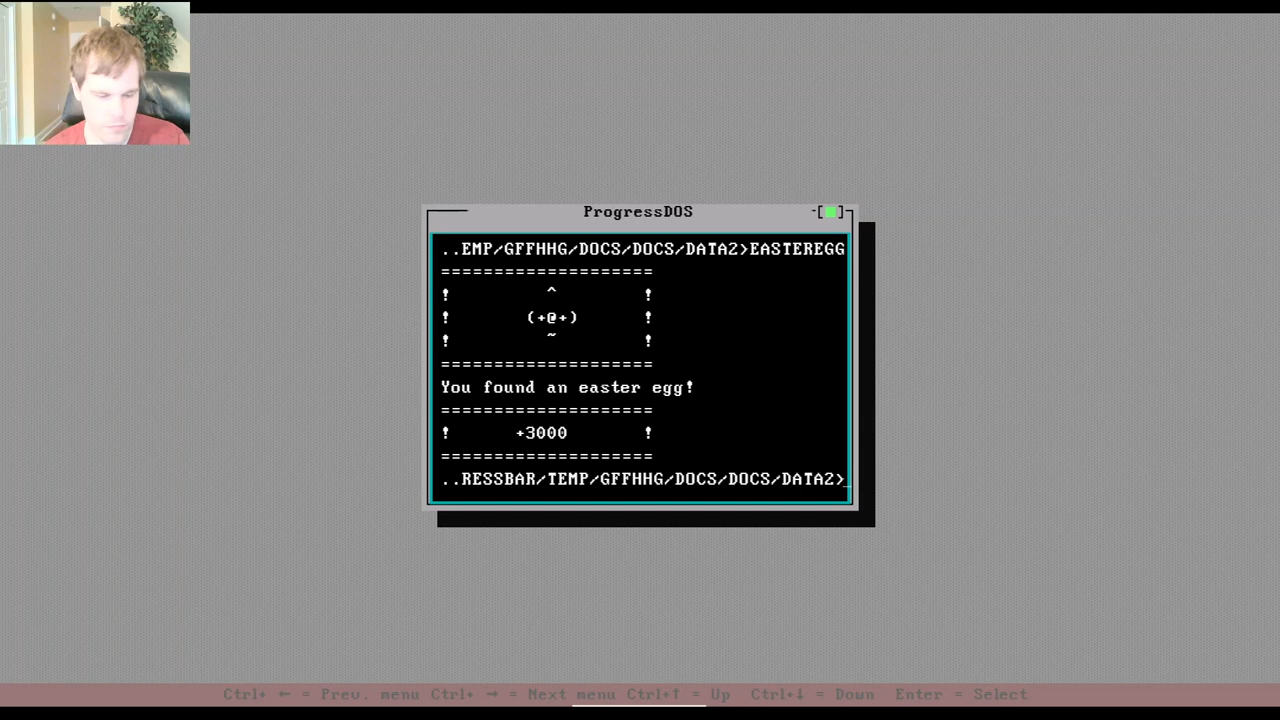 ProgressDOS
-[■]
..EMP/GFFHHG/DOCS/DOCS/DATA2>EASTEREGG
====================
!         ^        !
!       (+@+)      !
!         ~        !
====================
You found an easter egg!
====================
!      +3000       !
====================
..RESSBAR/TEMP/GFFHHG/DOCS/DOCS/DATA2>_
Ctrl+ ← = Prev. menu Ctrl+ → = Next menu Ctrl+↑ = Up Ctrl+↓ = Down Enter = Select